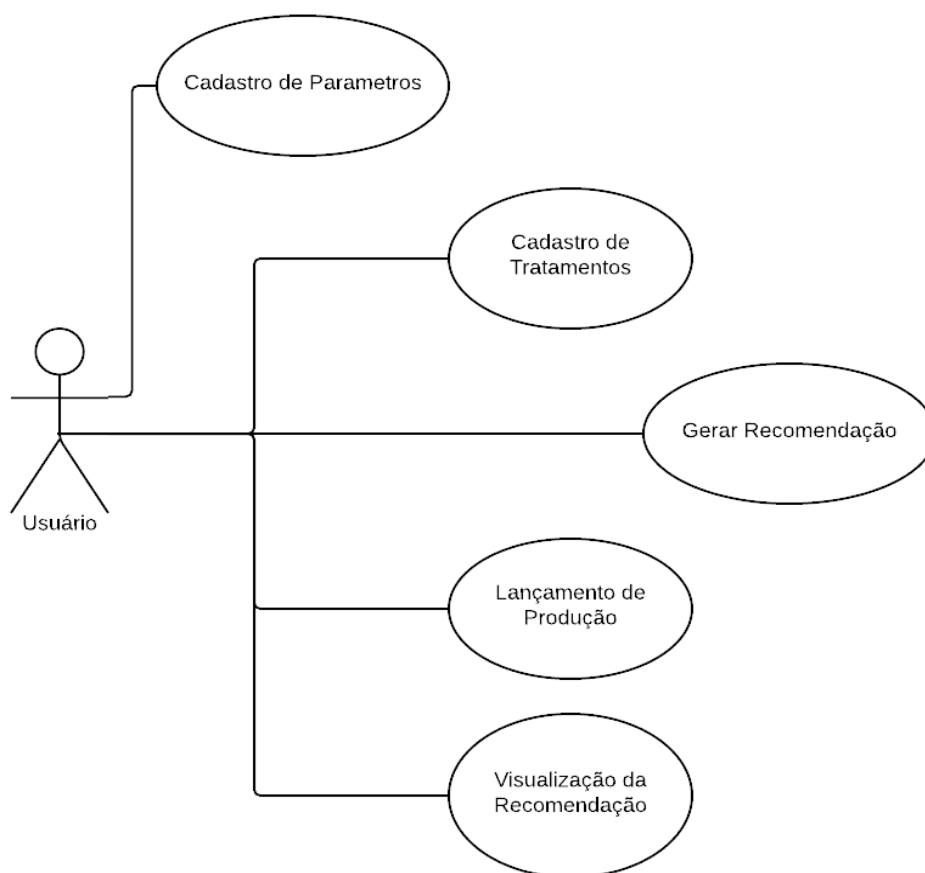 Cadastro de Parametros
Cadastro de
Tratamentos
Gerar Recomendação
Usuário
Lançamento de
Produção
Visualização da
Recomendação